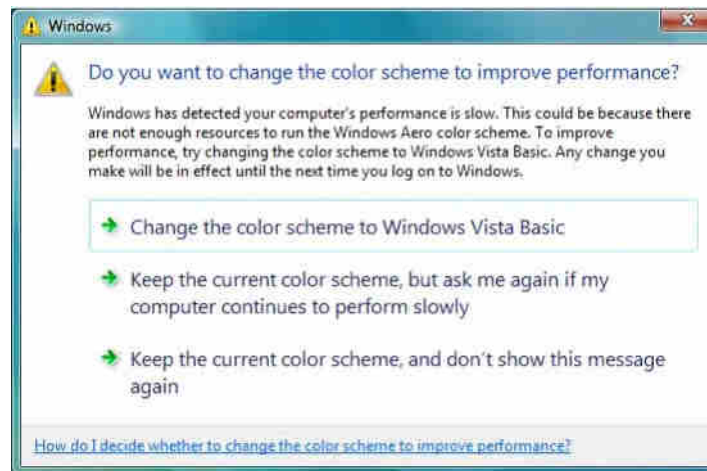 Windows
Do you want to change the color scheme to improve performance?
Windows has detected your computer's performance is slow. This could be because there
are not enough resources to run the Windows Aero color scheme. To improve
performance, try changing the color scheme to Windows Vista Basic. Any change you
make will be in effect until the next time you log on to Windows.
Change the color scheme to Windows Vista Basic
Keep the current color scheme, but ask me again if my
computer continues to perform slowly
Keep the current color scheme, and don't show this message
again
How do I decide whether to change the color scheme to improve performance?